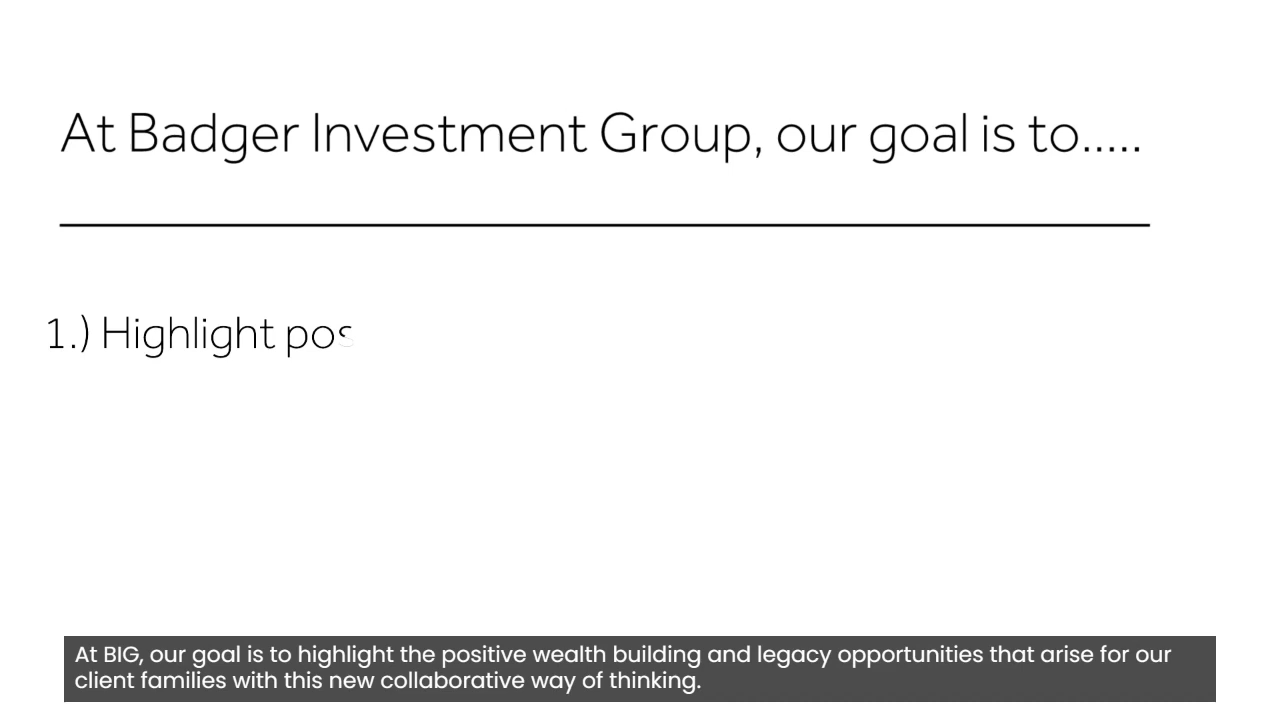 At Badger Investment Group, our goal is to.....
1.) Highlight pos
At BIG, our goal is to highlight the positive wealth building and legacy opportunities that arise for our
client families with this new collaborative way of thinking.